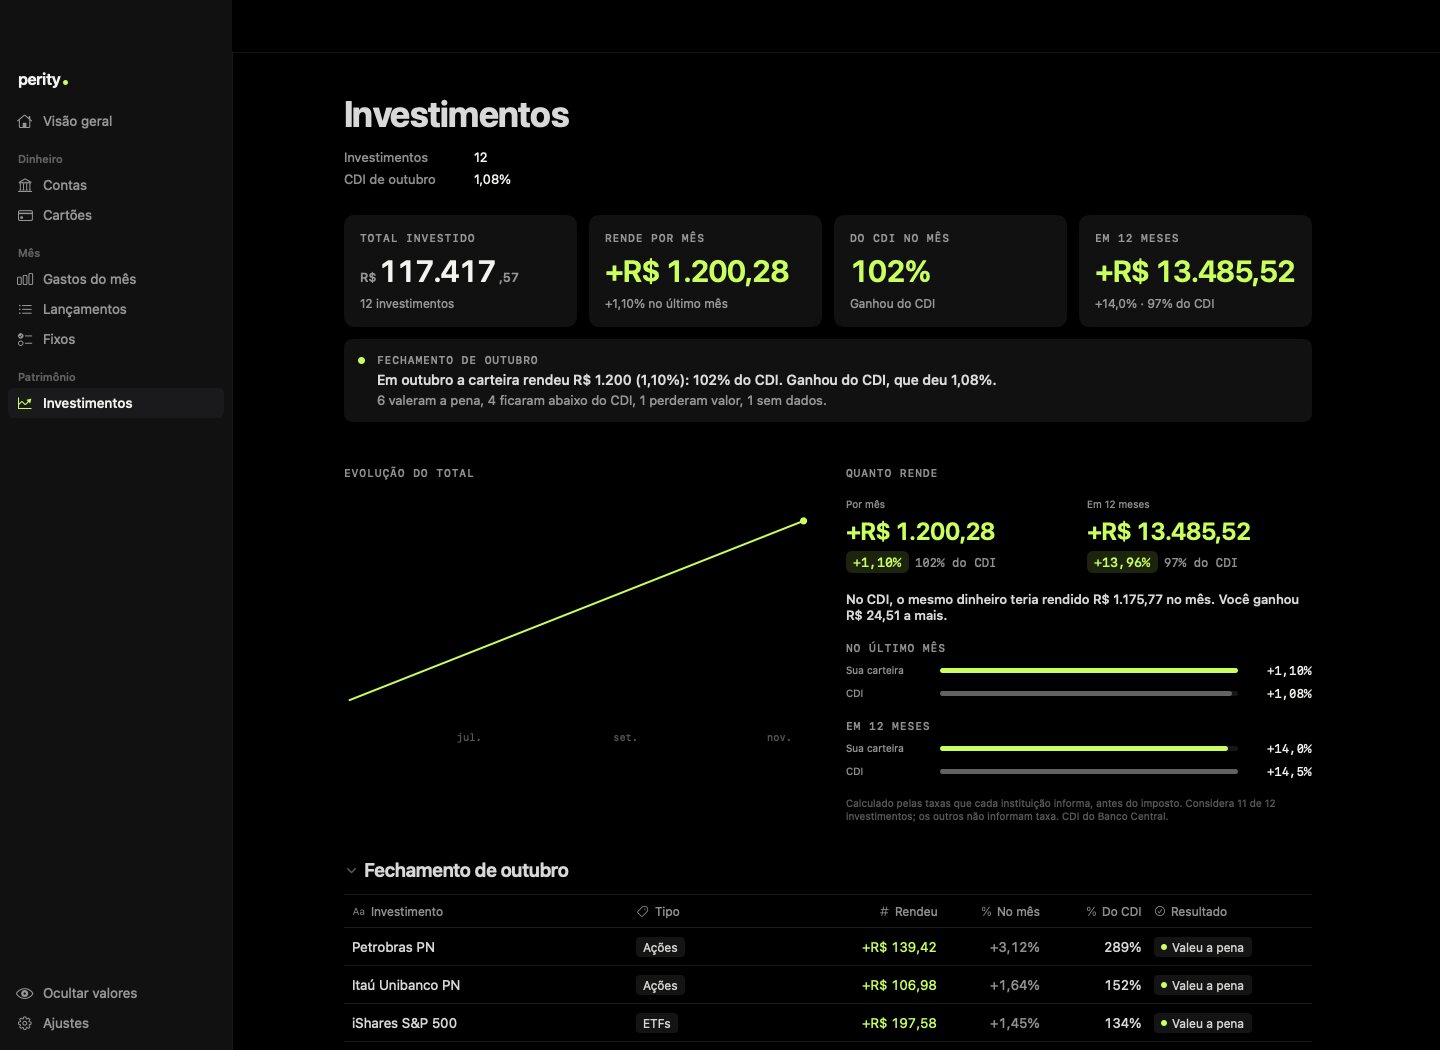 perity.
Visão geral
Dinheiro
Contas
Cartões
Mês
Gastos do mês
Lançamentos
Fixos
Patrimônio
Investimentos
Ocultar valores
Ajustes
Investimentos
Investimentos 12
CDI de outubro 1,08%
TOTAL INVESTIDO
R$ 117.417,57
12 investimentos
RENDE POR MÊS
+R$ 1.200,28
+1,10% no último mês
DO CDI NO MÊS
102%
Ganhou do CDI
EM 12 MESES
+R$ 13.485,52
+14,0% · 97% do CDI
FECHAMENTO DE OUTUBRO
Em outubro a carteira rendeu R$ 1.200 (1,10%): 102% do CDI. Ganhou do CDI, que deu 1,08%.
6 valeram a pena, 4 ficaram abaixo do CDI, 1 perderam valor, 1 sem dados.
EVOLUÇÃO DO TOTAL
jul. set. nov.
QUANTO RENDE
Por mês
+R$ 1.200,28
+1,10% 102% do CDI
Em 12 meses
+R$ 13.485,52
+13,96% 97% do CDI
No CDI, o mesmo dinheiro teria rendido R$ 1.175,77 no mês. Você ganhou
R$ 24,51 a mais.
NO ÚLTIMO MÊS
Sua carteira +1,10%
CDI +1,08%
EM 12 MESES
Sua carteira +14,0%
CDI +14,5%
Calculado pelas taxas que cada instituição informa, antes do imposto. Considera 11 de 12
investimentos; os outros não informam taxa. CDI do Banco Central.
Fechamento de outubro
Aa Investimento Tipo # Rendeu % No mês % Do CDI Resultado
Petrobras PN Ações +R$ 139,42 +3,12% 289% Valeu a pena
Itaú Unibanco PN Ações +R$ 106,98 +1,64% 152% Valeu a pena
iShares S&P 500 ETFs +R$ 197,58 +1,45% 134% Valeu a pena